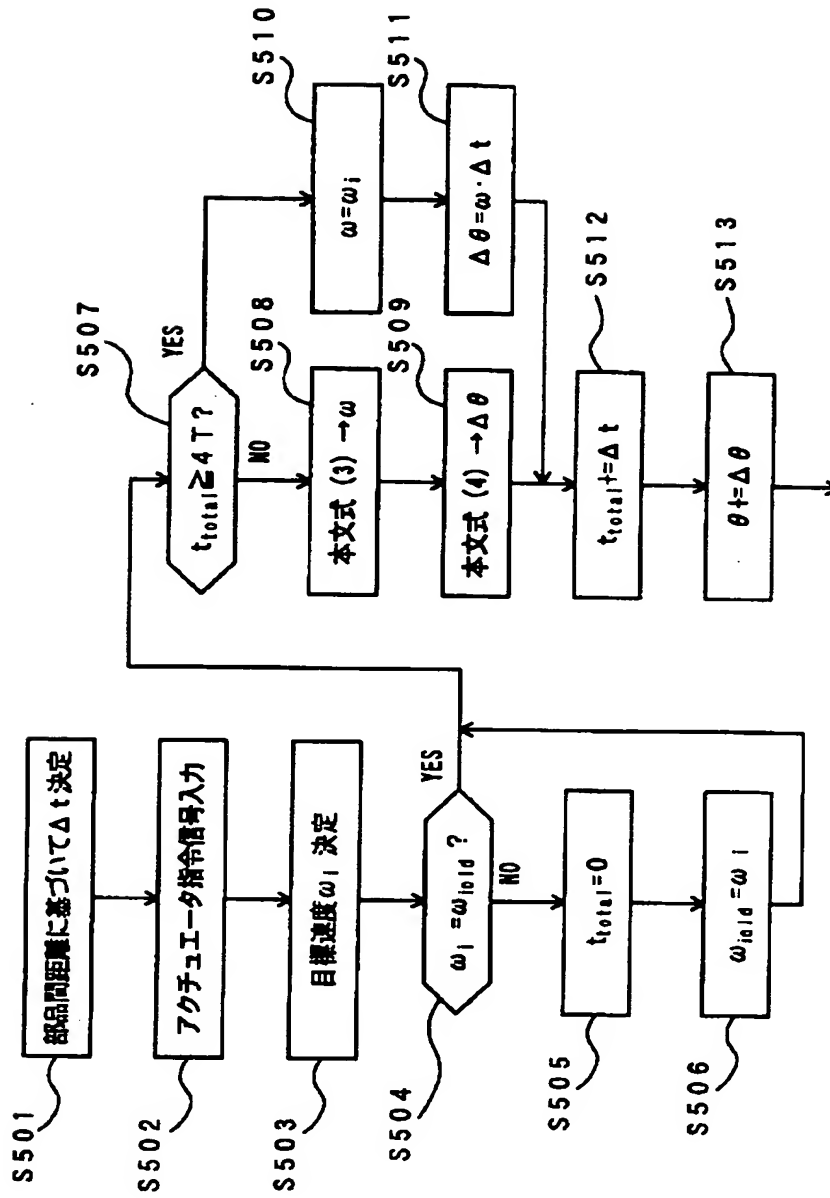 S501
部品間距離に基づいてΔt決定
S502
アクチュエータ指令信号入力
S503
目標速度ωi 決定
S504
ωi=ωiold?
YES
NO
S505
ttotal=0
S506
ωiold=ωi
S507
ttotal≧4T?
YES
NO
S508
本文式(3)→ω
S509
本文式(4)→Δθ
S510
ω=ωi
S511
Δθ=ω·Δt
S512
ttotal+=Δt
S513
θ+=Δθ